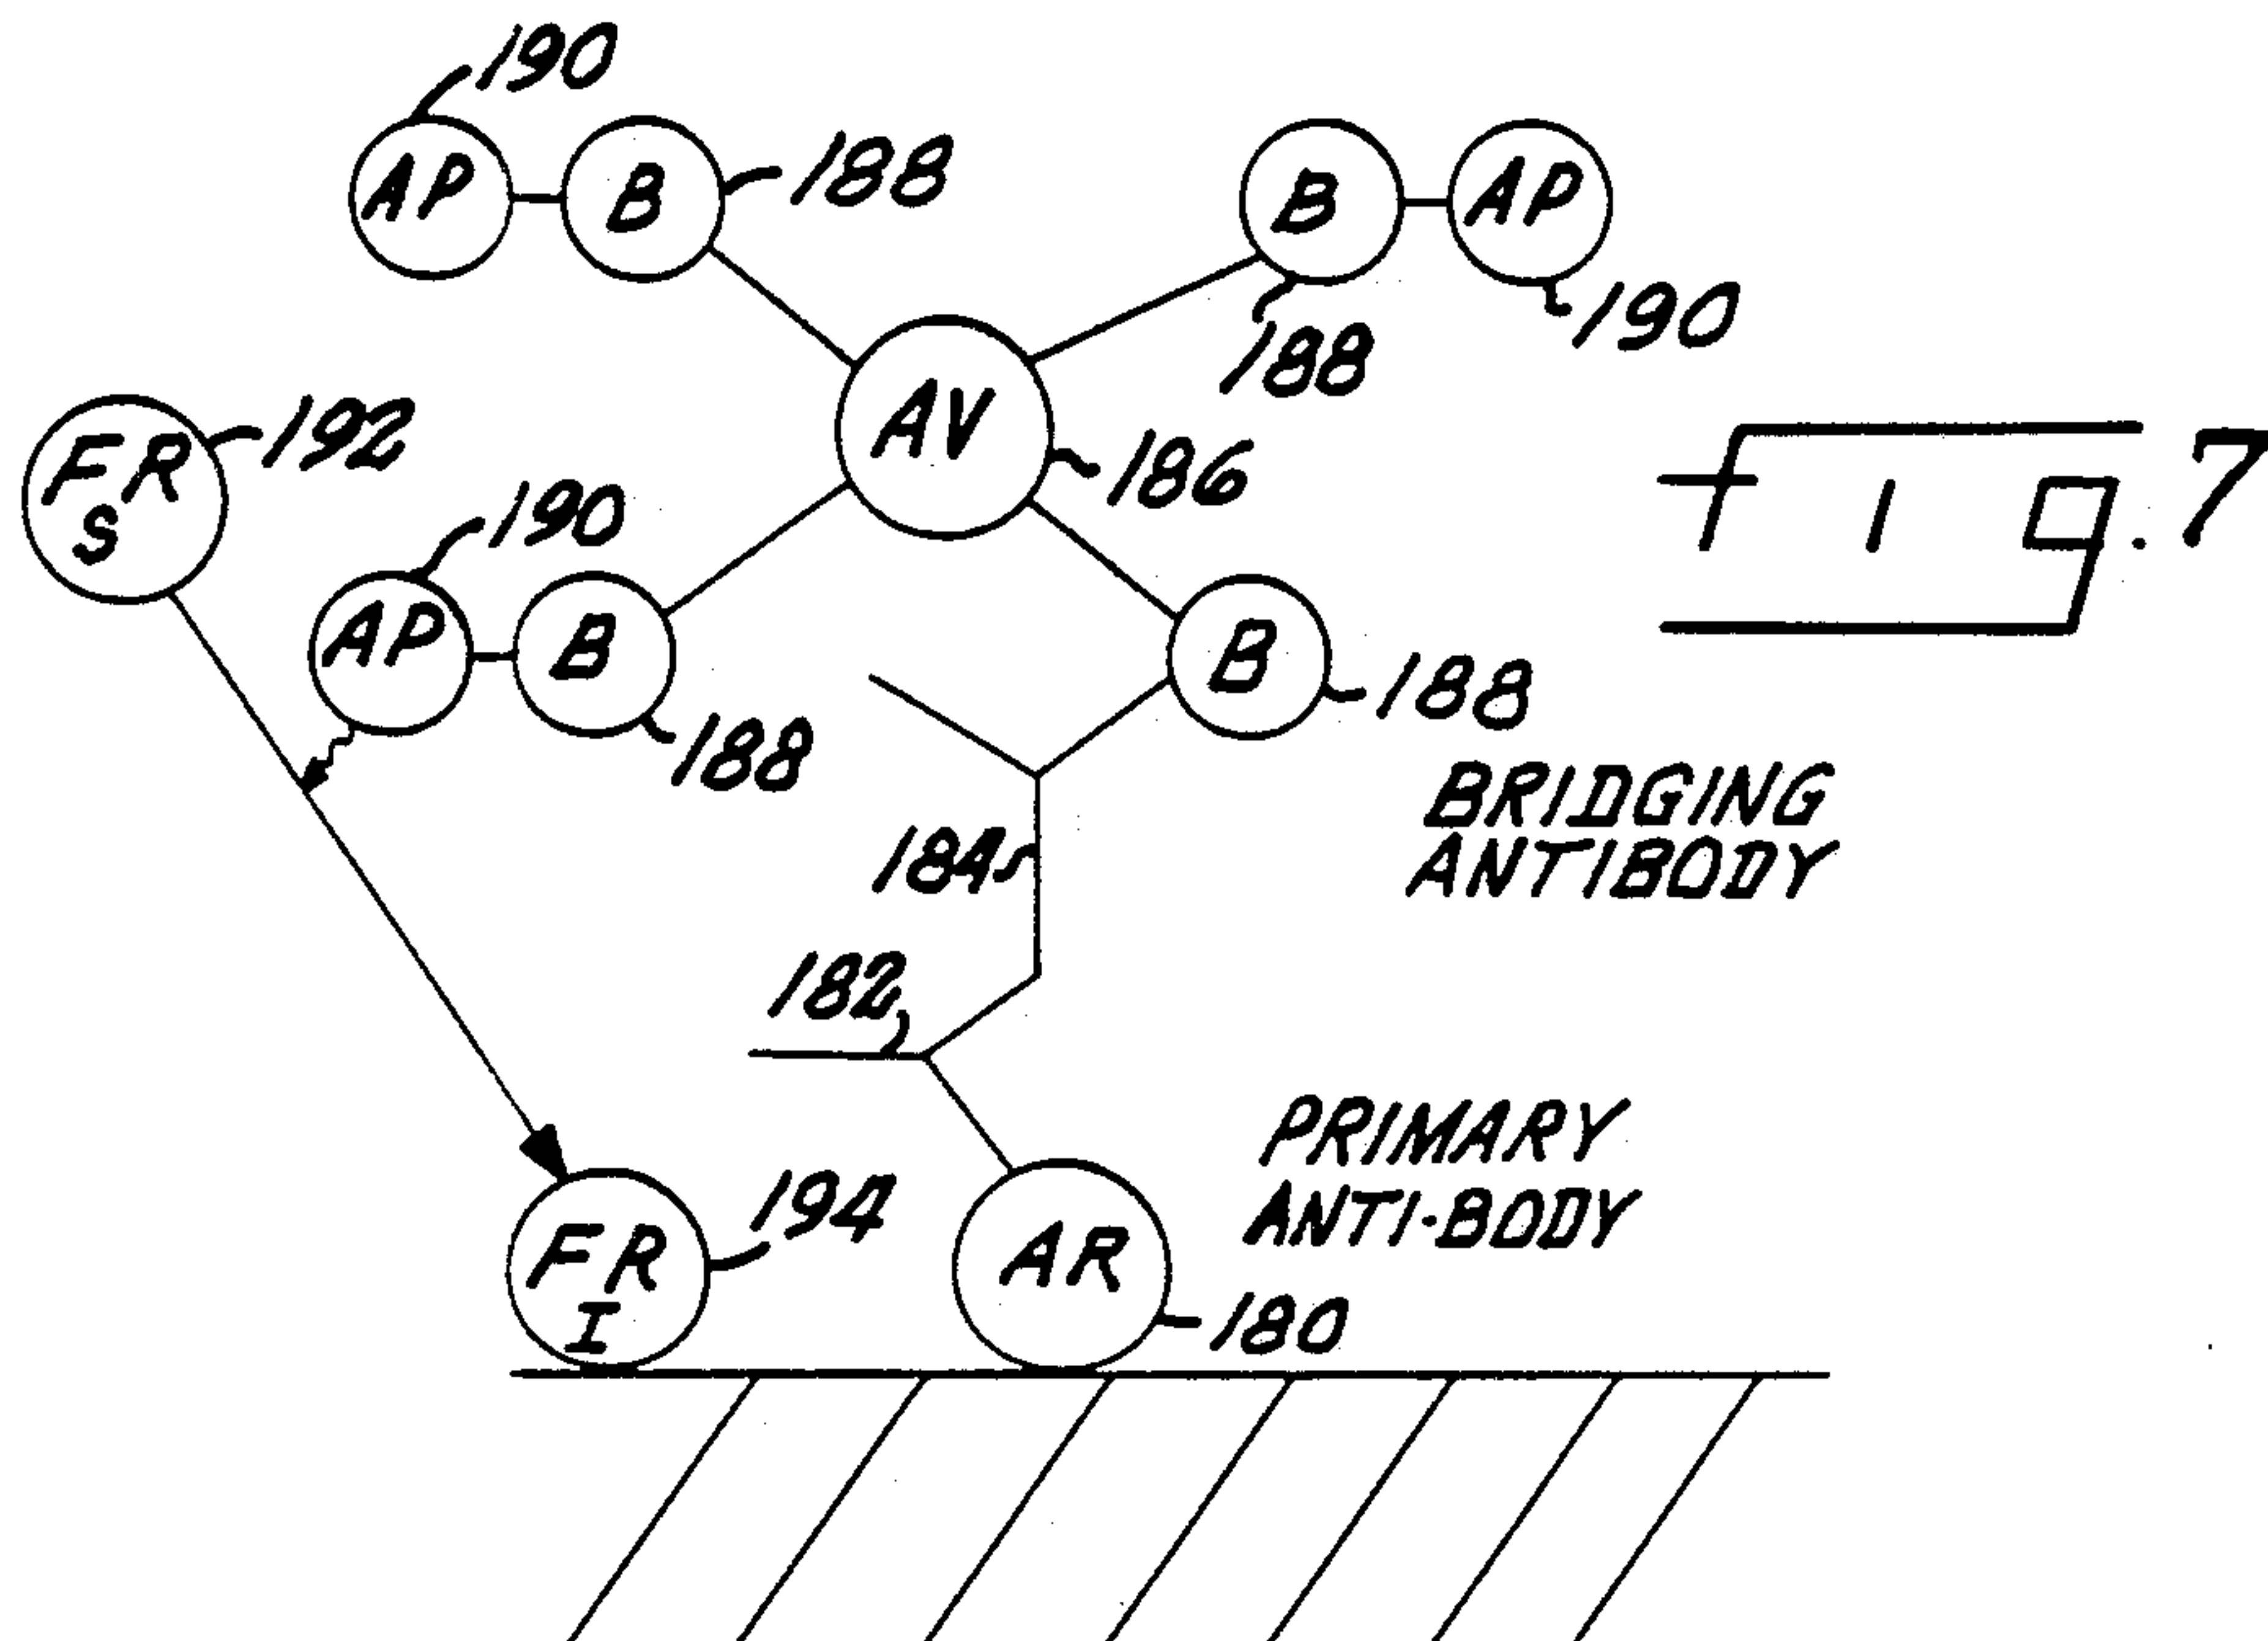 190
AP
B
188
B
AP
188
190
AV
186
FR
S
192
fig. 7
190
AP
B
188
B
188
BRIDGING
ANTIBODY
184
182
PRIMARY
ANTI-BODY
FR
I
194
AR
180